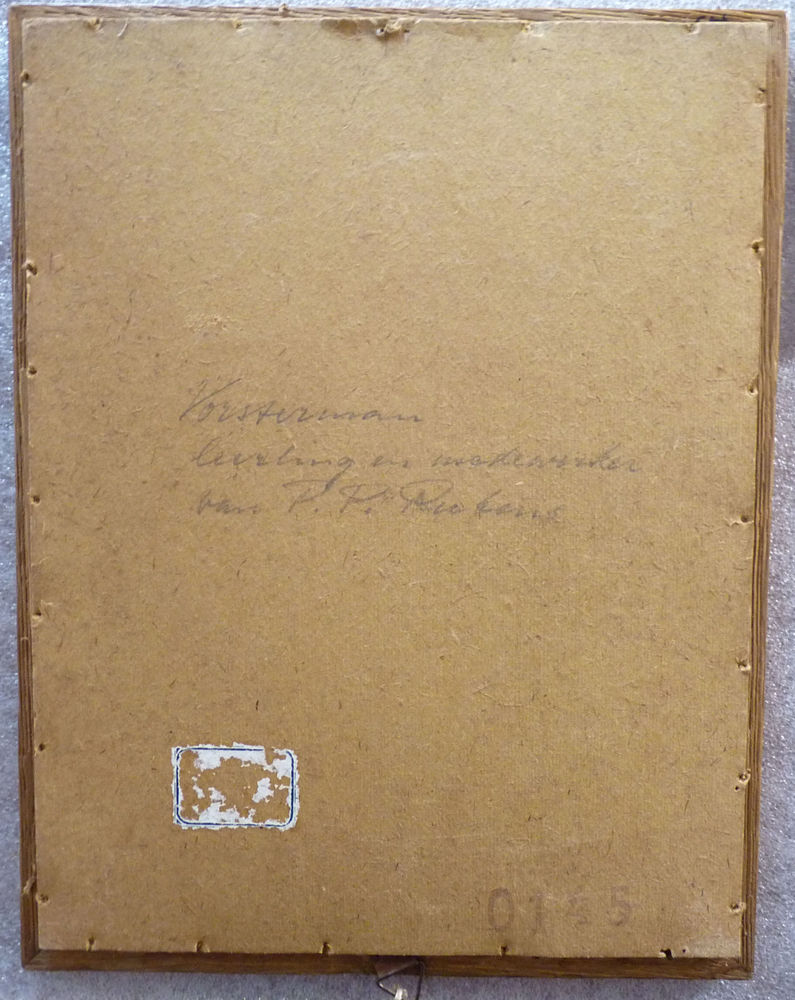 Vorsterman
leerling en medewerker
van P. P. Rubens
0145